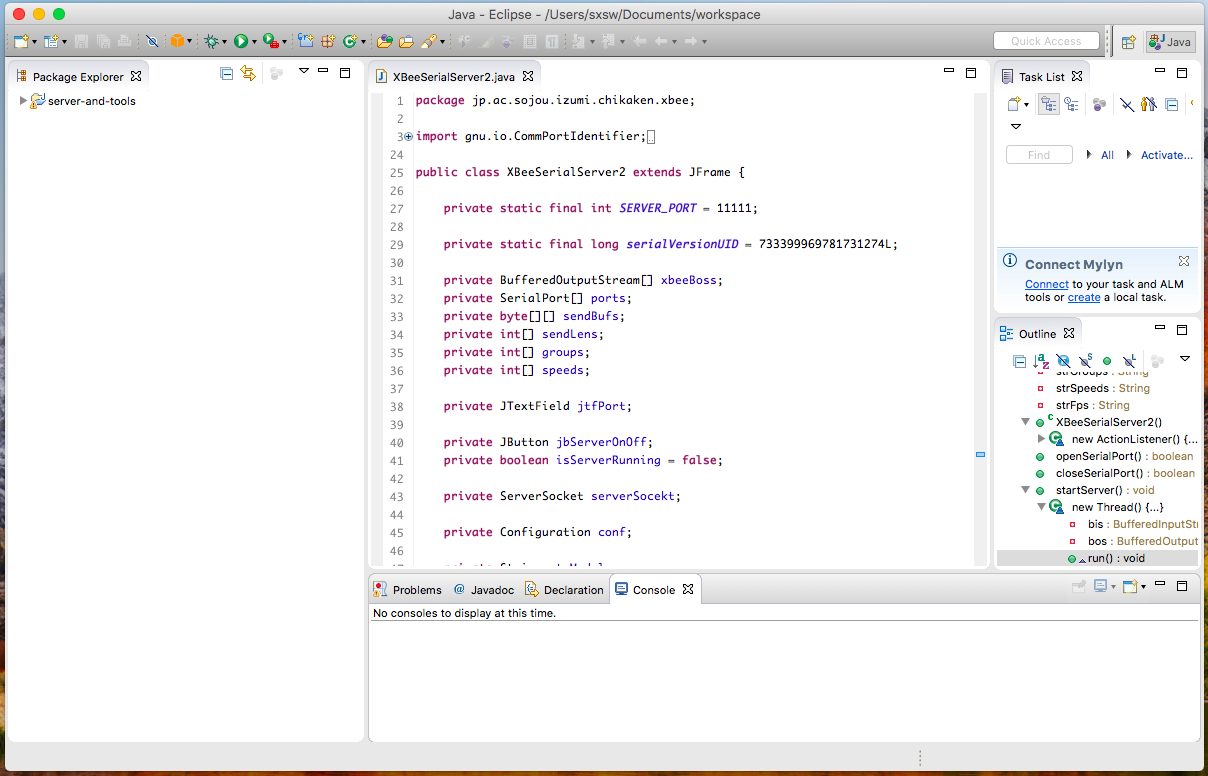 Java - Eclipse - /Users/sxsw/Documents/workspace
Quick Access
Java
Package Explorer
server-and-tools
XBeeSerialServer2.java
1 package jp.ac.sojou.izumi.chikaken.xbee;
2
3 import gnu.io.CommPortIdentifier;
24
25 public class XBeeSerialServer2 extends JFrame {
26
27 private static final int SERVER_PORT = 11111;
28
29 private static final long serialVersionUID = 733399969781731274L;
30
31 private BufferedOutputStream[] xbeeBoss;
32 private SerialPort[] ports;
33 private byte[][] sendBufs;
34 private int[] sendLens;
35 private int[] groups;
36 private int[] speeds;
37
38 private JTextField jtfPort;
39
40 private JButton jbServerOnOff;
41 private boolean isServerRunning = false;
42
43 private ServerSocket serverSocekt;
44
45 private Configuration conf;
46
Task List
Find
All
Activate...
Connect Mylyn
Connect to your task and ALM
tools or create a local task.
Outline
strGroups : String
strSpeeds : String
strFps : String
XBeeSerialServer2()
new ActionListener() {...
openSerialPort() : boolean
closeSerialPort() : boolean
startServer() : void
new Thread() {...}
bis : BufferedInputStr
bos : BufferedOutput
run() : void
Problems
@ Javadoc
Declaration
Console
No consoles to display at this time.